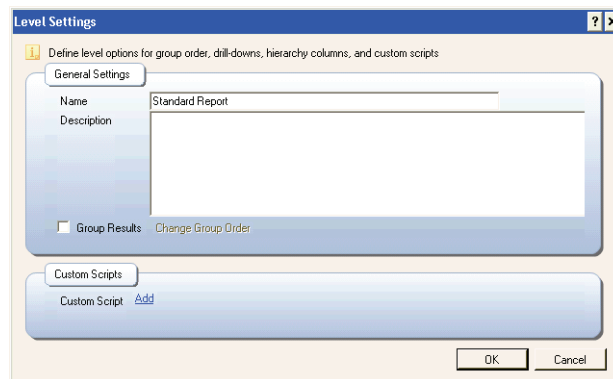 Level Settings
Define level options for group order, drill-downs, hierarchy columns, and custom scripts
General Settings
Name Standard Report
Description
Group Results Change Group Order
Custom Scripts
Custom Script Add
OK Cancel